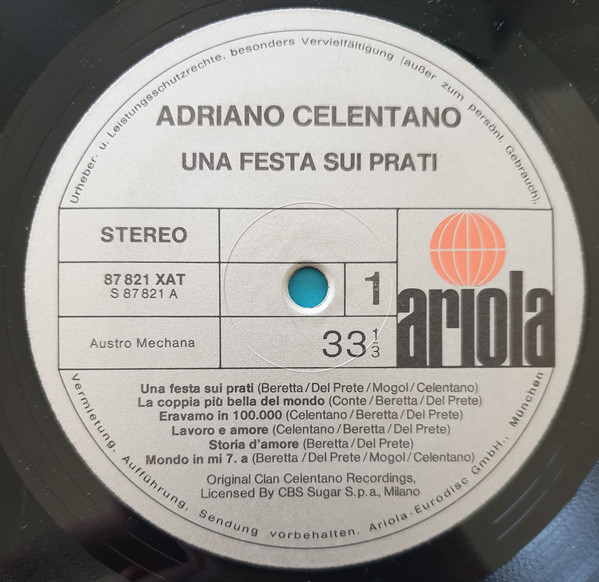 Urheber- u. Leistungsschutzrechte, besonders Vervielfältigung (außer zum persönl. Gebrauch),
ADRIANO CELENTANO
UNA FESTA SUI PRATI
STEREO
87 821 XAT
S 87 821 A
1
ariola
Austro Mechana
33 1/3
Una festa sui prati (Beretta/Del Prete/Mogol/Celentano)
La coppia più bella del mondo (Conte/Beretta/Del Prete)
Eravamo in 100.000 (Celentano/Beretta/Del Prete)
Lavoro e amore (Celentano/Beretta/Del Prete)
Storia d'amore (Beretta/Del Prete)
Mondo in mi 7. a (Beretta/Del Prete/Mogol/Celentano)
Original Clan Celentano Recordings,
Licensed By CBS Sugar S.p.a., Milano
Vermietung, Aufführung, Sendung vorbehalten. Ariola-Eurodisc GmbH., München